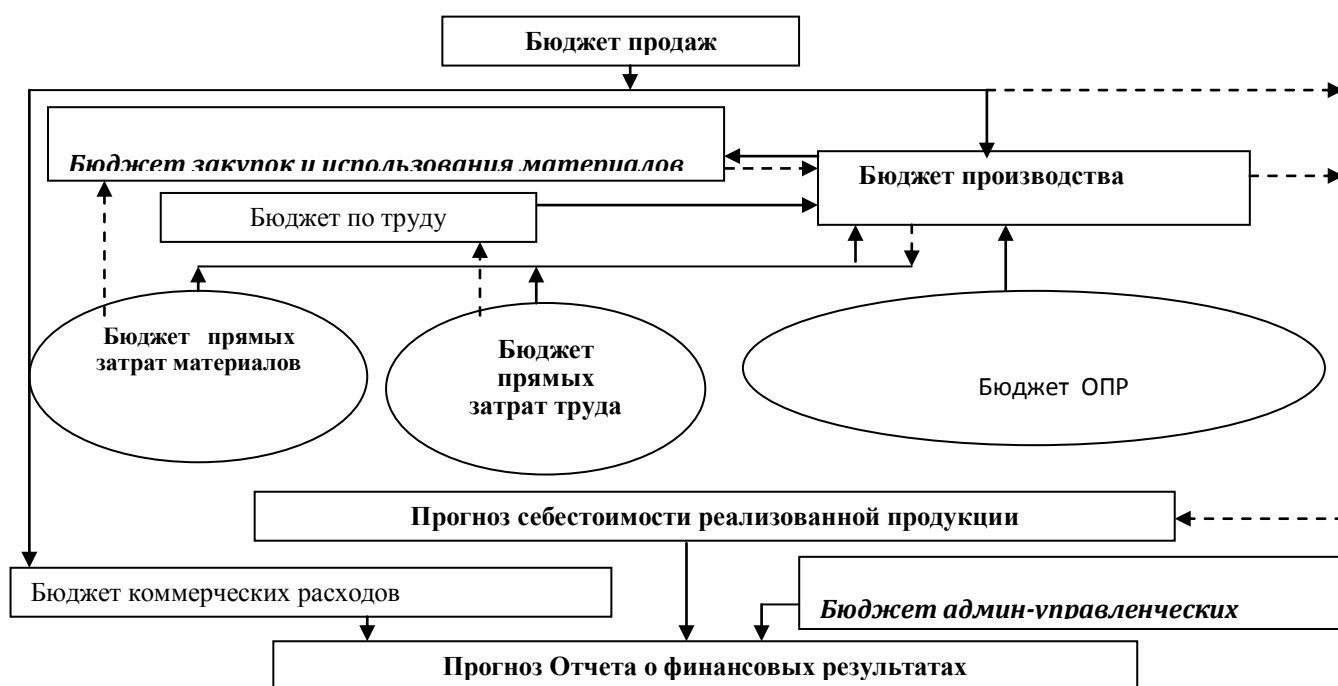 Бюджет продаж
Бюджет закупок и использования материалов
Бюджет производства
Бюджет по труду
Бюджет прямых
затрат материалов
Бюджет
прямых
затрат труда
Бюджет ОПР
Прогноз себестоимости реализованной продукции
Бюджет коммерческих расходов
Бюджет админ-управленческих
Прогноз Отчета о финансовых результатах